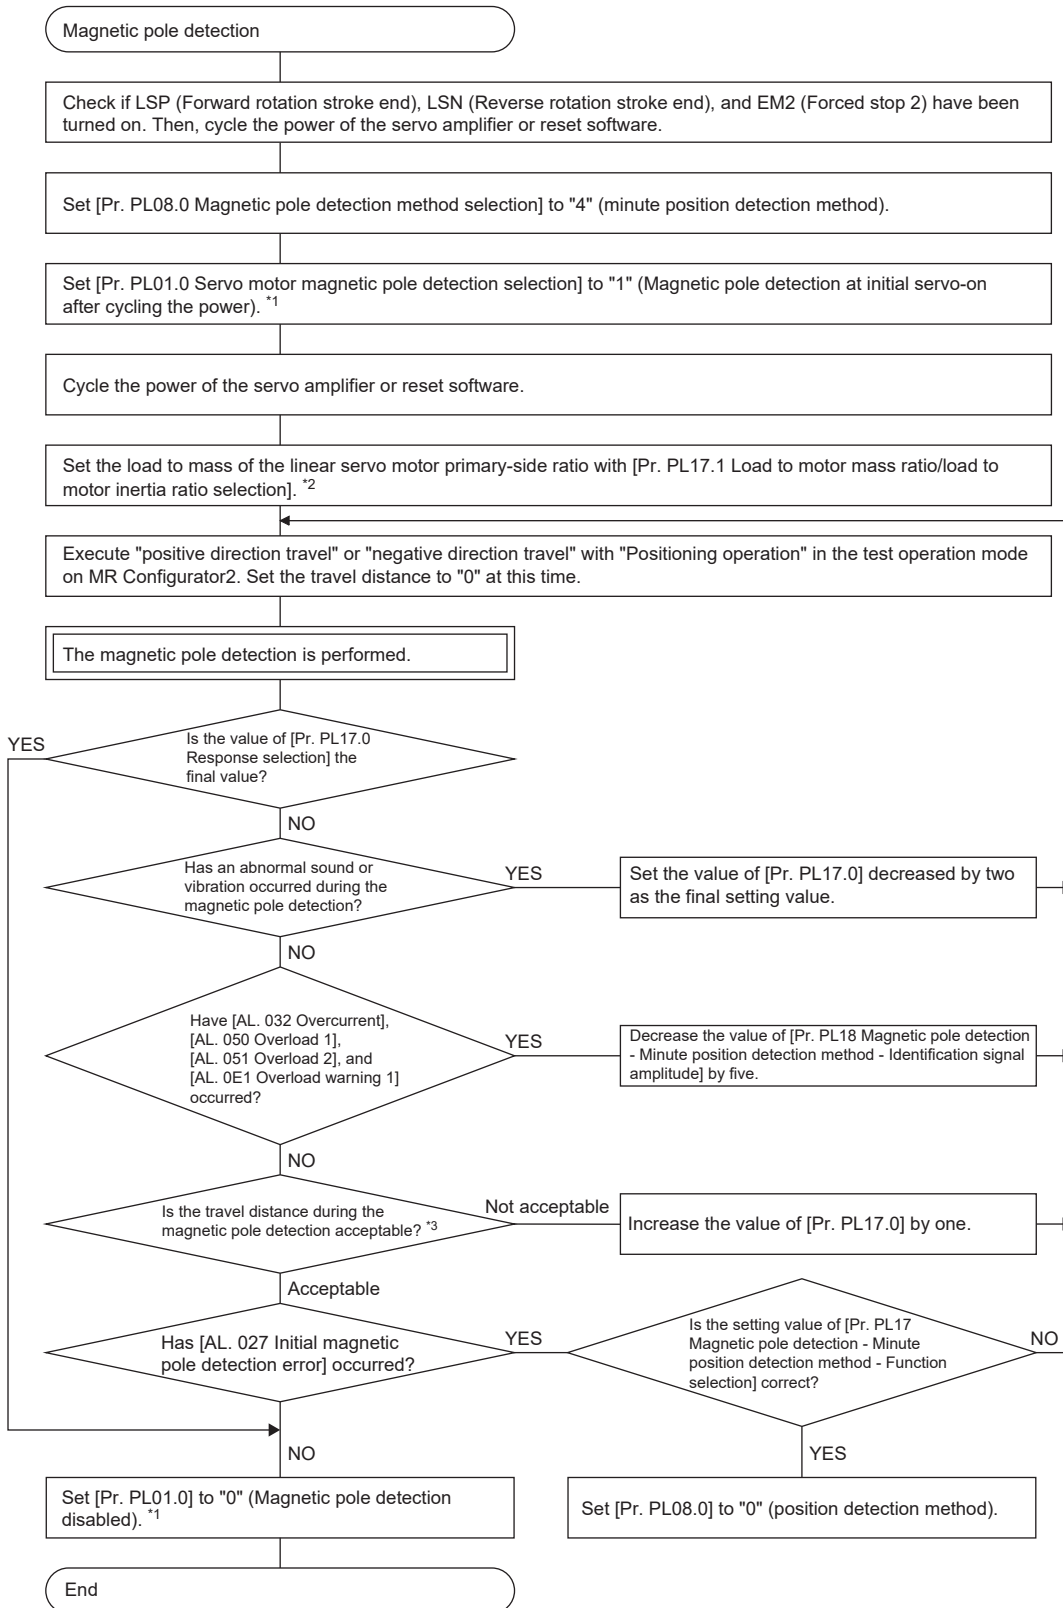 Magnetic pole detection
Check if LSP (Forward rotation stroke end), LSN (Reverse rotation stroke end), and EM2 (Forced stop 2) have been
turned on. Then, cycle the power of the servo amplifier or reset software.
Set [Pr. PL08.0 Magnetic pole detection method selection] to "4" (minute position detection method).
Set [Pr. PL01.0 Servo motor magnetic pole detection selection] to "1" (Magnetic pole detection at initial servo-on
after cycling the power). *1
Cycle the power of the servo amplifier or reset software.
Set the load to mass of the linear servo motor primary-side ratio with [Pr. PL17.1 Load to motor mass ratio/load to
motor inertia ratio selection]. *2
Execute "positive direction travel" or "negative direction travel" with "Positioning operation" in the test operation mode
on MR Configurator2. Set the travel distance to "0" at this time.
The magnetic pole detection is performed.
YES
Is the value of [Pr. PL17.0
Response selection] the
final value?
NO
Has an abnormal sound or
vibration occurred during the
magnetic pole detection?
YES
Set the value of [Pr. PL17.0] decreased by two
as the final setting value.
NO
Have [AL. 032 Overcurrent],
[AL. 050 Overload 1],
[AL. 051 Overload 2], and
[AL. 0E1 Overload warning 1]
occurred?
YES
Decrease the value of [Pr. PL18 Magnetic pole detection
- Minute position detection method - Identification signal
amplitude] by five.
NO
Is the travel distance during the
magnetic pole detection acceptable? *3
Not acceptable
Increase the value of [Pr. PL17.0] by one.
Acceptable
Has [AL. 027 Initial magnetic
pole detection error] occurred?
YES
Is the setting value of [Pr. PL17
Magnetic pole detection - Minute
position detection method - Function
selection] correct?
NO
NO
YES
Set [Pr. PL01.0] to "0" (Magnetic pole detection
disabled). *1
Set [Pr. PL08.0] to "0" (position detection method).
End